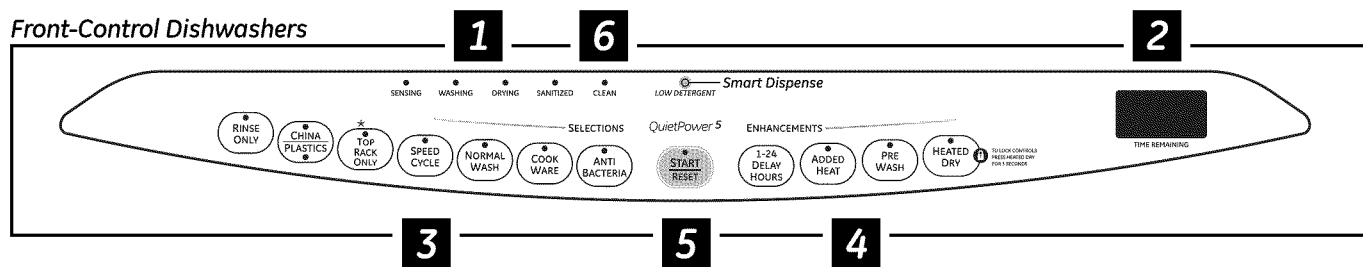 Front-Control Dishwashers
1
6
2
SENSING
WASHING
DRYING
SANITIZED
CLEAN
LOW DETERGENT
Smart Dispense
RINSE
ONLY
CHINA
PLASTICS
*
TOP
RACK
ONLY
SPEED
CYCLE
SELECTIONS
NORMAL
WASH
COOK
WARE
ANTI
BACTERIA
QuietPower 5
START
RESET
ENHANCEMENTS
1-24
DELAY
HOURS
ADDED
HEAT
PRE
WASH
HEATED
DRY
TO LOCK CONTROLS
PRESS HEATED DRY
FOR 3 SECONDS
TIME REMAINING
3
5
4